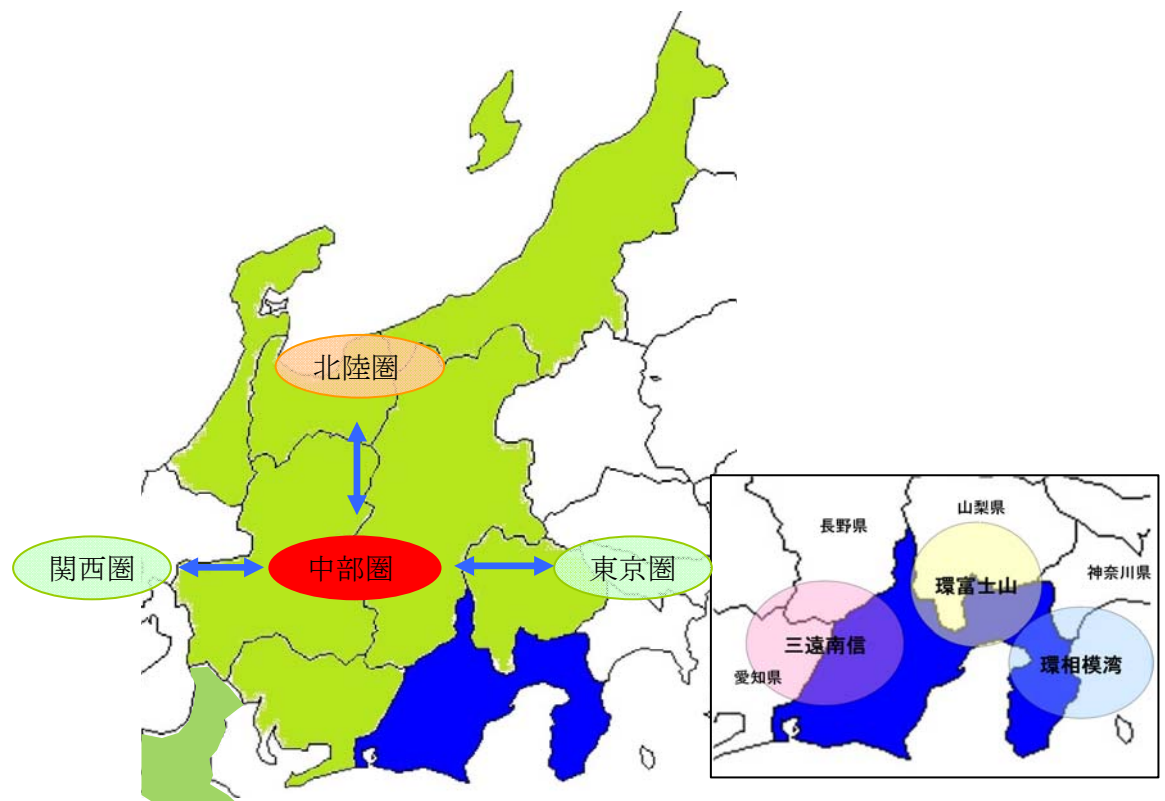 北陸圏
関西圏
中部圏
東京圏
長野県
山梨県
神奈川県
環富士山
三遠南信
環相模湾
愛知県